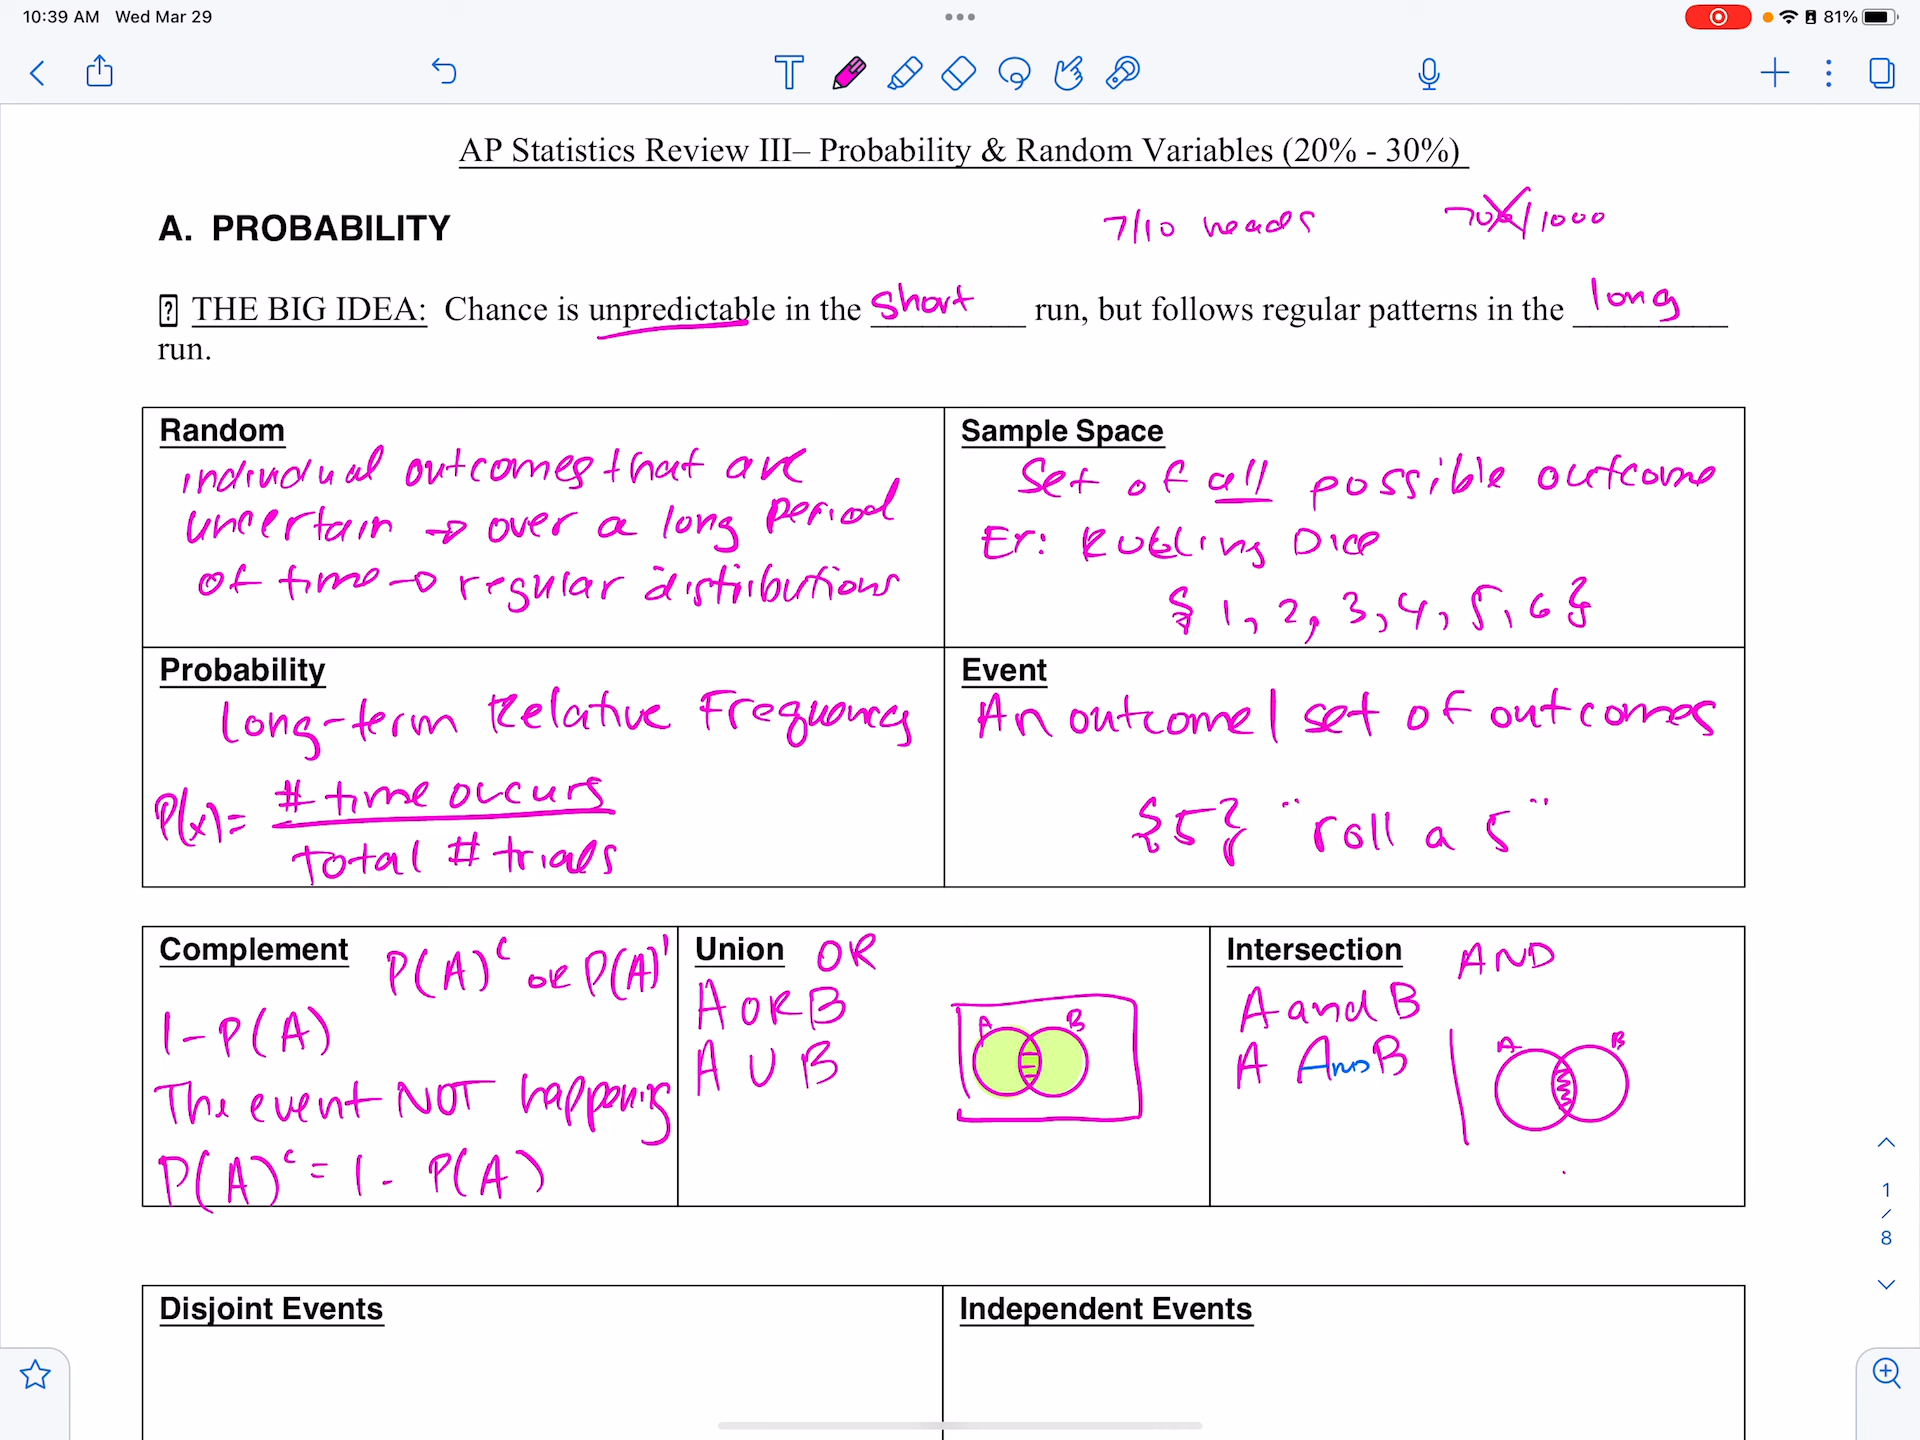 10:39 AM Wed Mar 29
81%
AP Statistics Review III– Probability & Random Variables (20% - 30%)
A. PROBABILITY
7/10 heads 700/1000
THE BIG IDEA: Chance is unpredictable in the short run, but follows regular patterns in the long
run.
Random
individual outcomes that are
uncertain → over a long period
of time → regular distributions
Sample Space
Set of all possible outcome
Ex: Rolling Dice
{1, 2, 3, 4, 5, 6}
Probability
Long-term Relative Frequency
P(x) = # time occurs
Total # trials
Event
An outcome | set of outcomes
{5} "roll a 5"
Complement P(A)ᶜ or P(A)'
1-P(A)
The event NOT happening
P(A)ᶜ = 1 - P(A)
Union OR
A OR B
A U B
A B
Intersection AND
A and B
A And B
A B
1
/
8
Disjoint Events
Independent Events